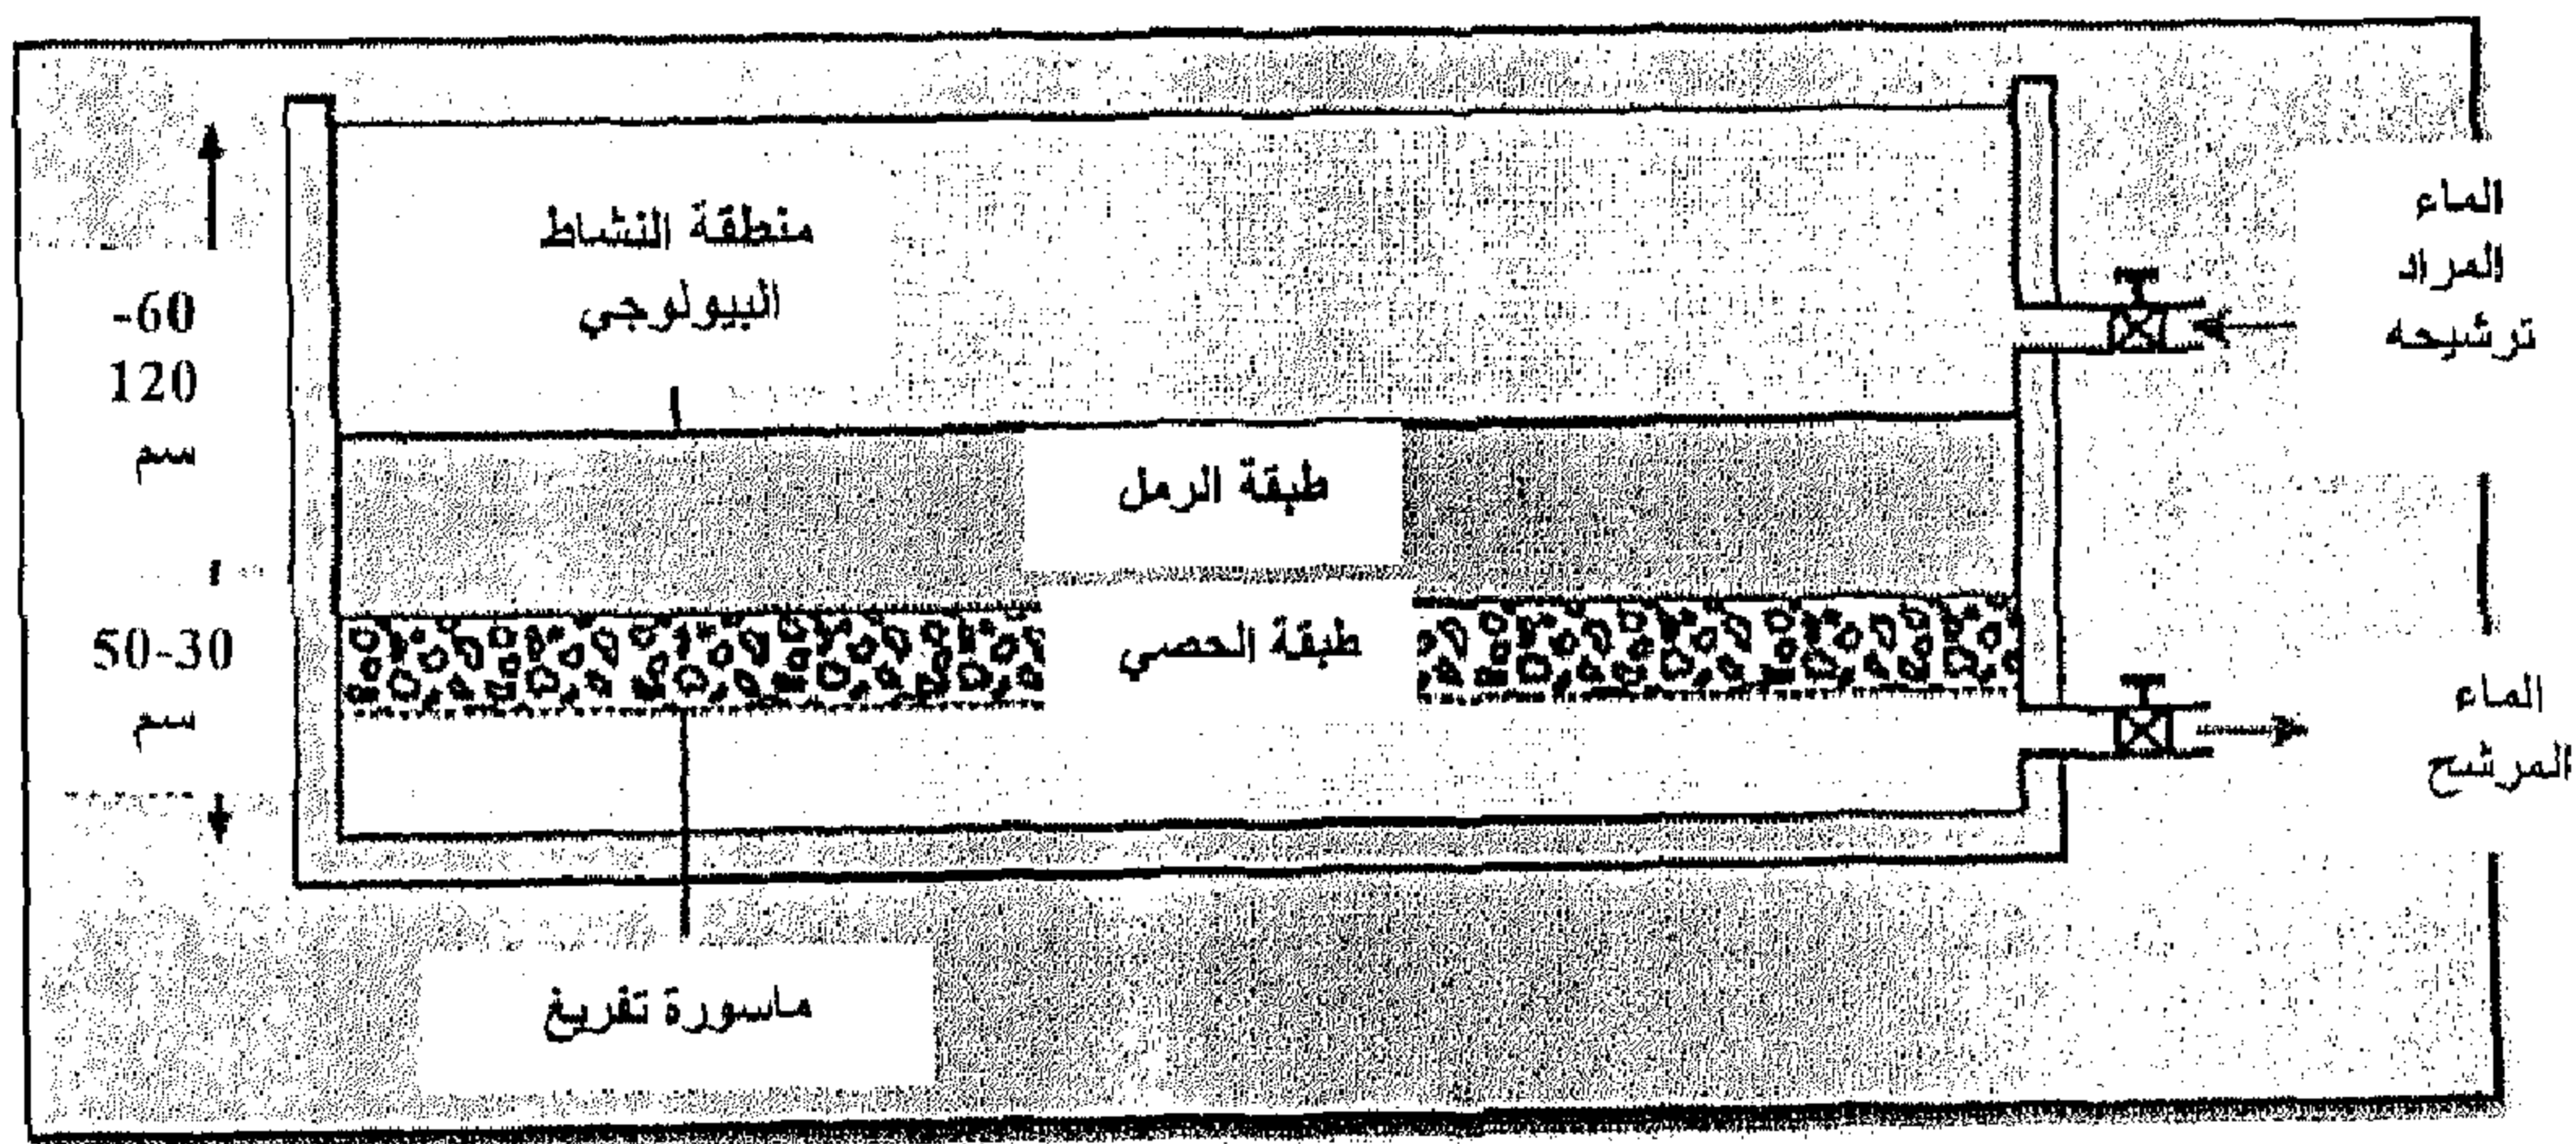 منطقة النشاط
البيولوجي
الماء
المراد
ترشيحه
-60
120
سم
طبقة الرمل
طبقة الحصي
50-30
سم
الماء
المرشح
ماسورة تفريغ